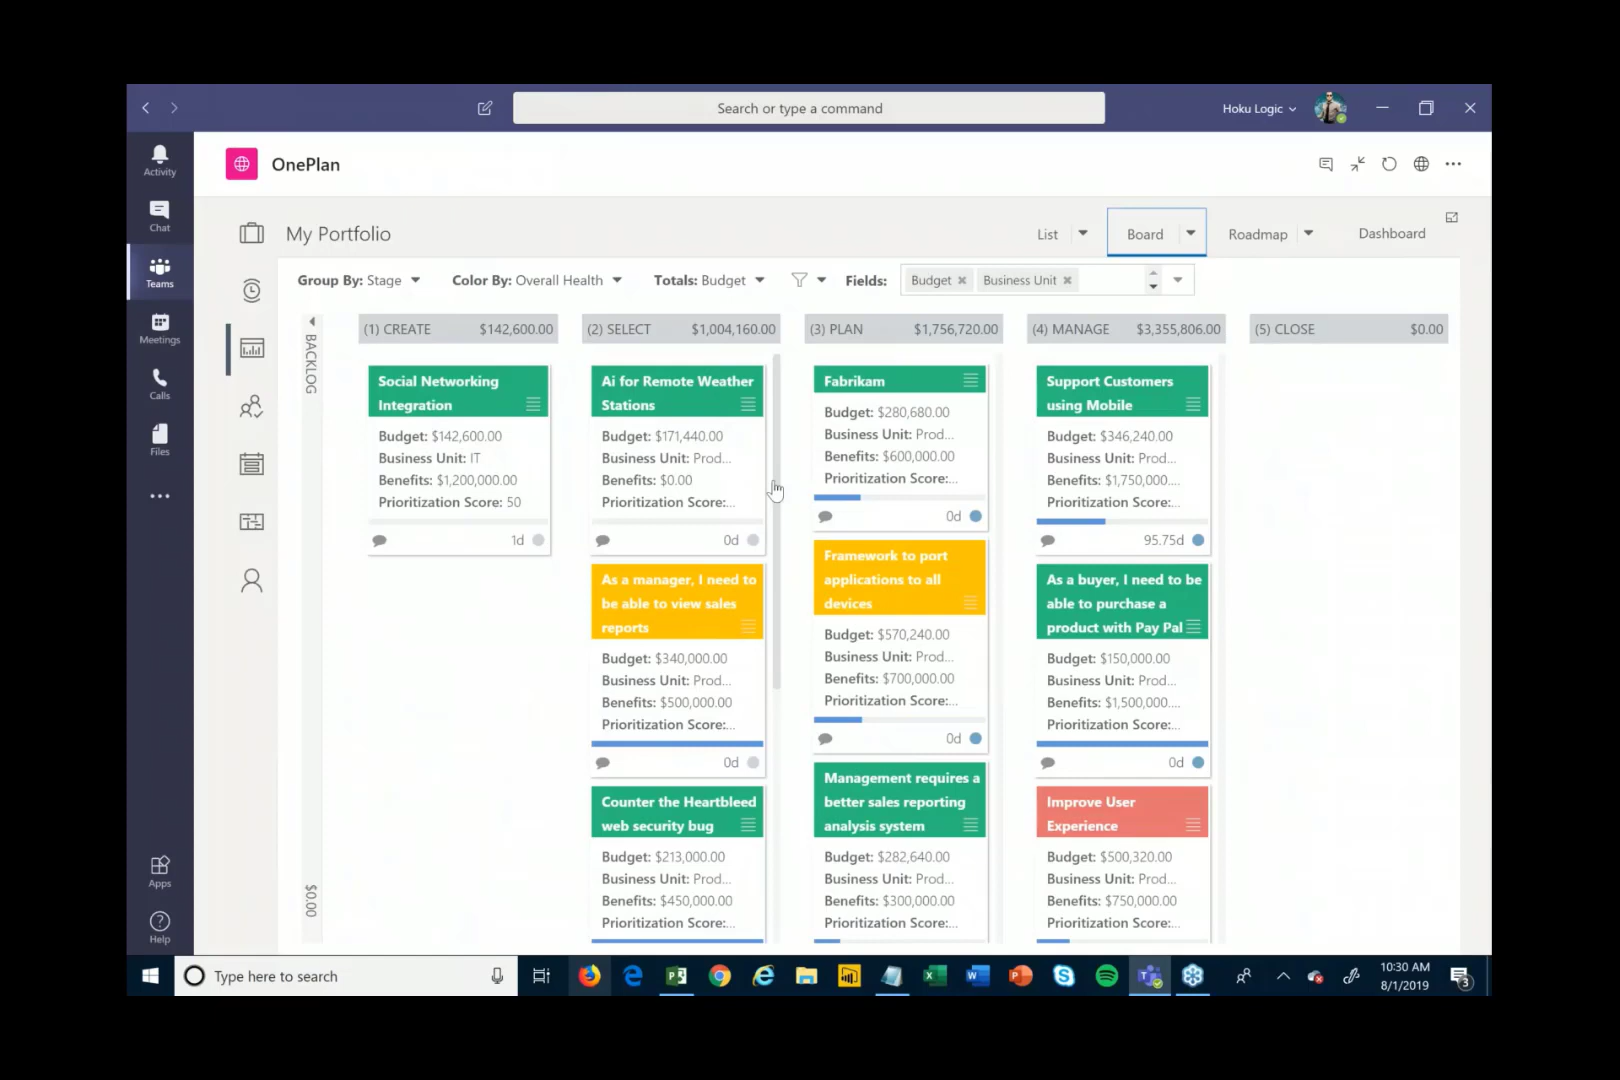 Search or type a command
Hoku Logic
Activity
Chat
Teams
Meetings
Calls
Files
Apps
Help
OnePlan
My Portfolio
List
Board
Roadmap
Dashboard
Group By: Stage
Color By: Overall Health
Totals: Budget
Fields:
Budget
Business Unit
BACKLOG
$0.00
(1) CREATE $142,600.00
Social Networking
Integration
Budget: $142,600.00
Business Unit: IT
Benefits: $1,200,000.00
Prioritization Score: 50
1d
(2) SELECT $1,004,160.00
Ai for Remote Weather
Stations
Budget: $171,440.00
Business Unit: Prod...
Benefits: $0.00
Prioritization Score:...
0d
As a manager, I need to
be able to view sales
reports
Budget: $340,000.00
Business Unit: Prod...
Benefits: $500,000.00
Prioritization Score:...
0d
Counter the Heartbleed
web security bug
Budget: $213,000.00
Business Unit: Prod...
Benefits: $450,000.00
Prioritization Score:...
(3) PLAN $1,756,720.00
Fabrikam
Budget: $280,680.00
Business Unit: Prod...
Benefits: $600,000.00
Prioritization Score:...
0d
Framework to port
applications to all
devices
Budget: $570,240.00
Business Unit: Prod...
Benefits: $700,000.00
Prioritization Score:...
0d
Management requires a
better sales reporting
analysis system
Budget: $282,640.00
Business Unit: Prod...
Benefits: $300,000.00
Prioritization Score:...
(4) MANAGE $3,355,806.00
Support Customers
using Mobile
Budget: $346,240.00
Business Unit: Prod...
Benefits: $1,750,000....
Prioritization Score:...
95.75d
As a buyer, I need to be
able to purchase a
product with Pay Pal
Budget: $150,000.00
Business Unit: Prod...
Benefits: $1,500,000....
Prioritization Score:...
0d
Improve User
Experience
Budget: $500,320.00
Business Unit: Prod...
Benefits: $750,000.00
Prioritization Score:...
(5) CLOSE $0.00
Type here to search
10:30 AM
8/1/2019
3